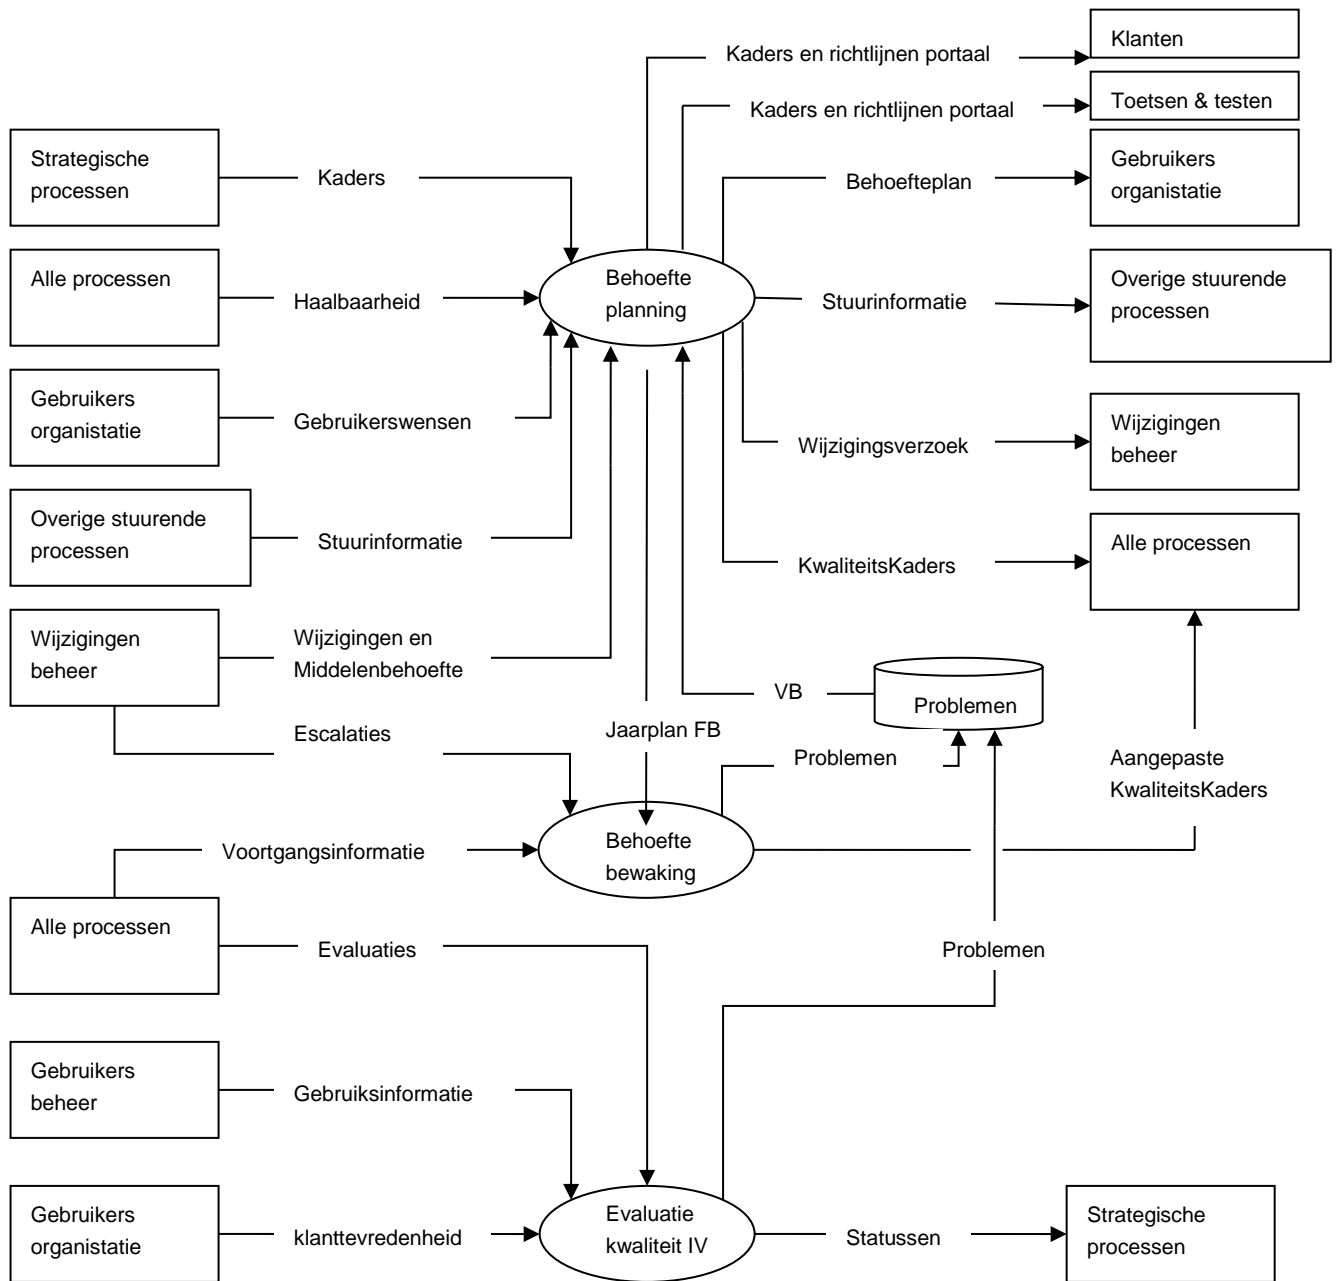 Kaders en richtlijnen portaal
Klanten
Kaders en richtlijnen portaal
Toetsen & testen
Strategische
processen
Kaders
Behoefteplan
Gebruikers
organistatie
Alle processen
Haalbaarheid
Behoefte
planning
Stuurinformatie
Overige stuurende
processen
Gebruikers
organistatie
Gebruikerswensen
Wijzigingsverzoek
Wijzigingen
beheer
Overige stuurende
processen
Stuurinformatie
KwaliteitsKaders
Alle processen
Wijzigingen
beheer
Wijzigingen en
Middelenbehoefte
VB
Problemen
Escalaties
Jaarplan FB
Problemen
Aangepaste
KwaliteitsKaders
Voortgangsinformatie
Behoefte
bewaking
Alle processen
Evaluaties
Problemen
Gebruikers
beheer
Gebruiksinformatie
Gebruikers
organistatie
klanttevredenheid
Evaluatie
kwaliteit IV
Statussen
Strategische
processen